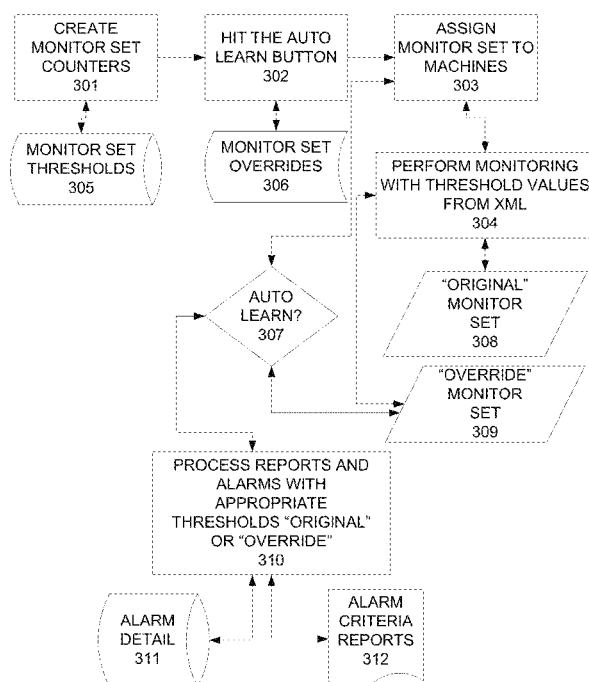 CREATE
MONITOR SET
COUNTERS
301
HIT THE AUTO
LEARN BUTTON
302
ASSIGN
MONITOR SET TO
MACHINES
303
MONITOR SET
THRESHOLDS
305
MONITOR SET
OVERRIDES
306
PERFORM MONITORING
WITH THRESHOLD VALUES
FROM XML
304
AUTO
LEARN?
307
“ORIGINAL”
MONITOR
SET
308
“OVERRIDE”
MONITOR
SET
309
PROCESS REPORTS AND
ALARMS WITH
APPROPRIATE
THRESHOLDS “ORIGINAL”
OR “OVERRIDE”
310
ALARM
DETAIL
311
ALARM
CRITERIA
REPORTS
312